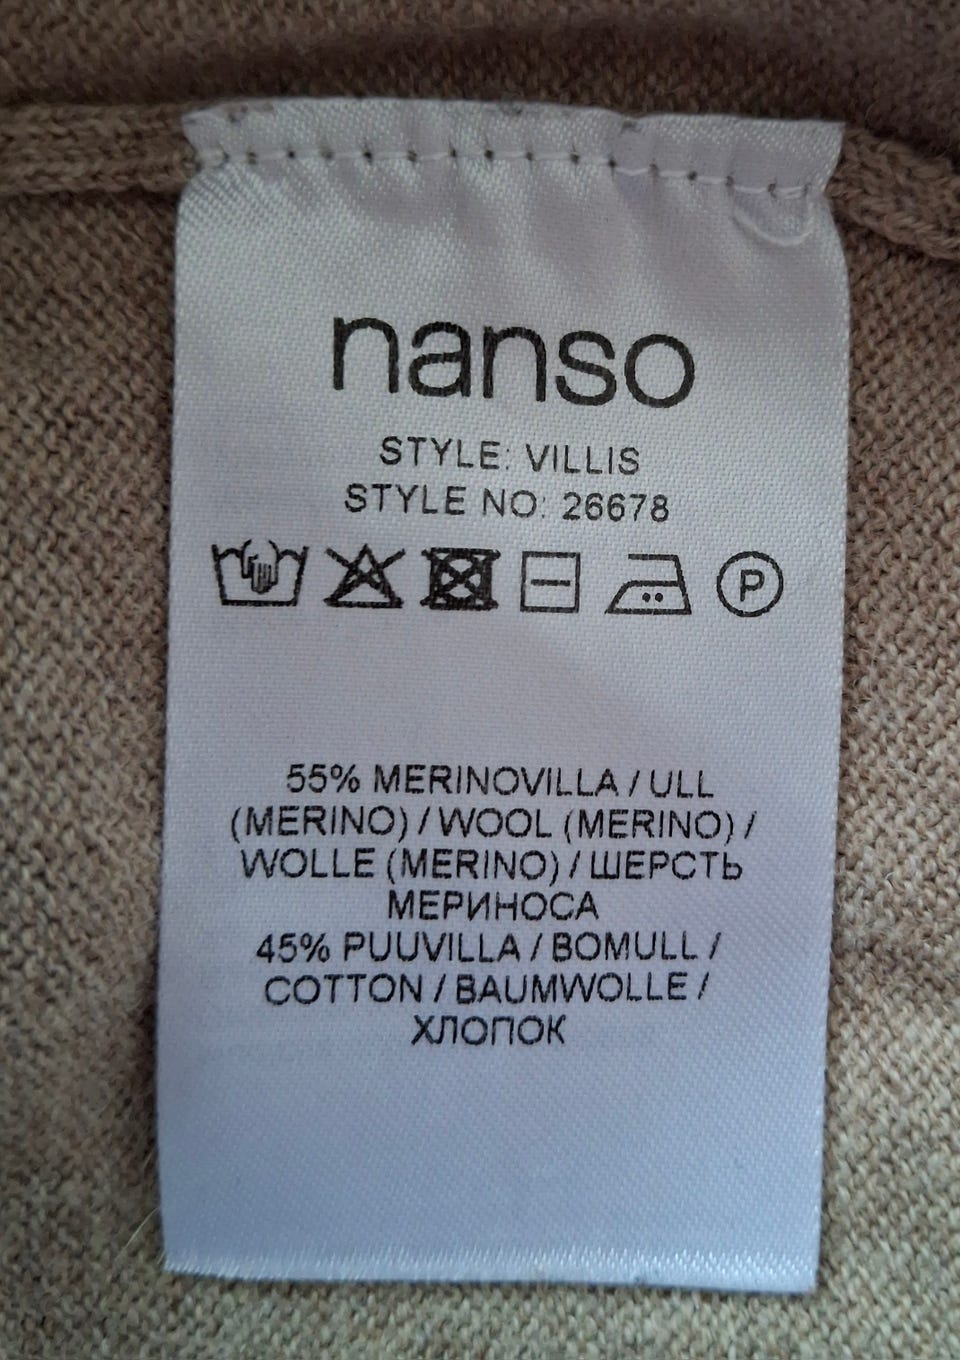 nanso
STYLE: VILLIS
STYLE NO: 26678
P
55% MERINOVILLA / ULL
(MERINO) / WOOL (MERINO) /
WOLLE (MERINO) / ШЕРСТЬ
МЕРИНОСА
45% PUUVILLA / BOMULL /
COTTON / BAUMWOLLE /
ХЛОПОК